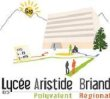 Lycée Aristide Briand
Polyvalent Régional